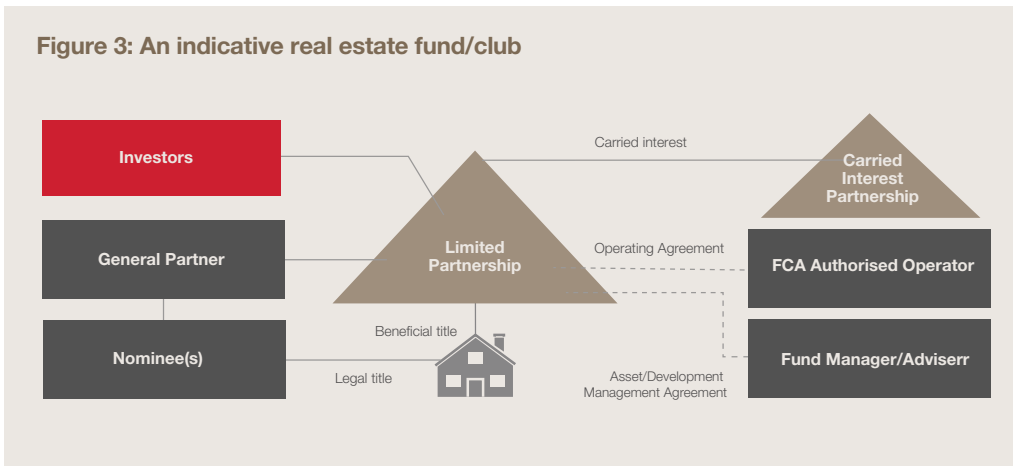 Figure 3: An indicative real estate fund/club
Investors
Carried interest
Carried
Interest
Partnership
General Partner
Limited
Partnership
Operating Agreement
FCA Authorised Operator
Nominee(s)
Beneficial title
Legal title
Asset/Development
Management Agreement
Fund Manager/Adviserr